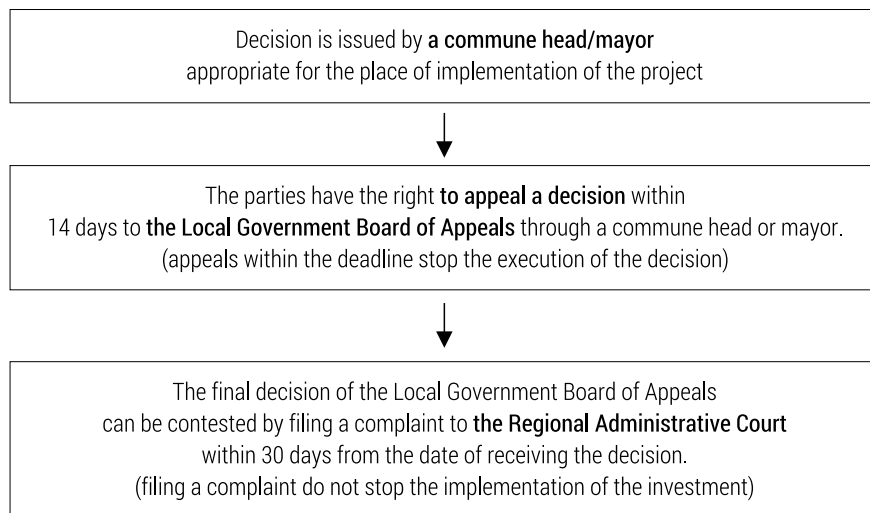 Decision is issued by a commune head/mayor
appropriate for the place of implementation of the project
The parties have the right to appeal a decision within
14 days to the Local Government Board of Appeals through a commune head or mayor.
(appeals within the deadline stop the execution of the decision)
The final decision of the Local Government Board of Appeals
can be contested by filing a complaint to the Regional Administrative Court
within 30 days from the date of receiving the decision.
(filing a complaint do not stop the implementation of the investment)